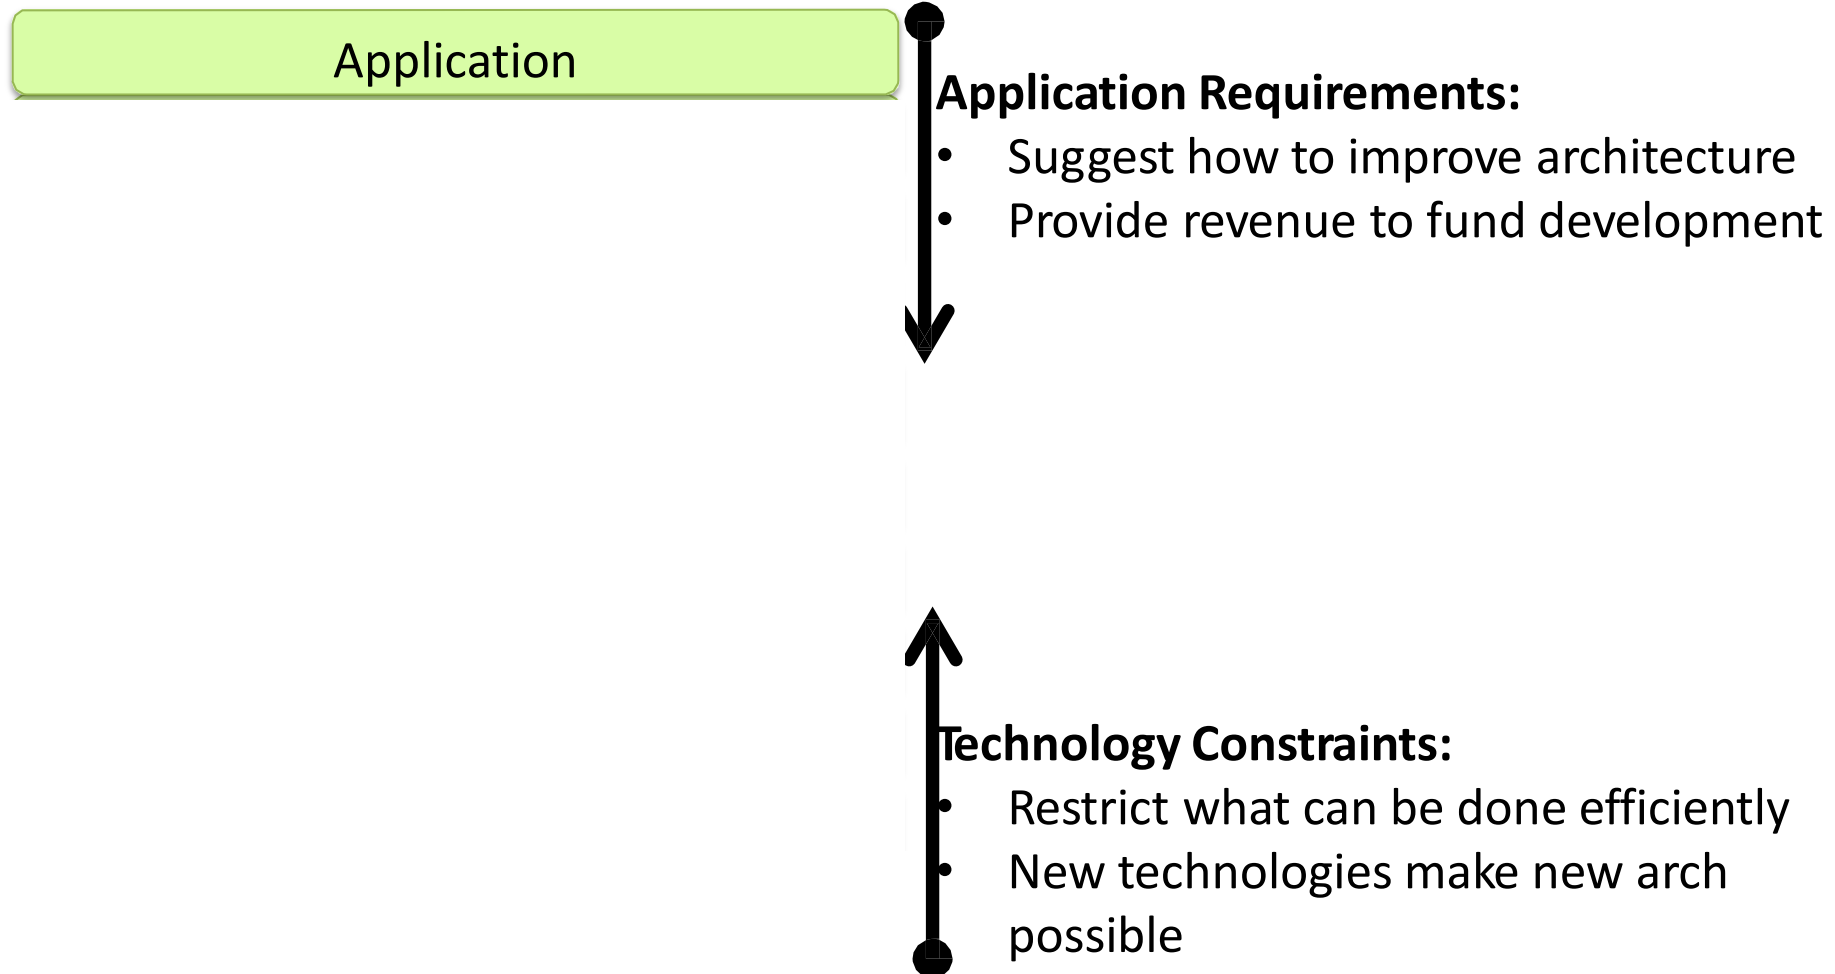 Application
Application Requirements:
• Suggest how to improve architecture
• Provide revenue to fund development
Technology Constraints:
• Restrict what can be done efficiently
• New technologies make new arch
possible